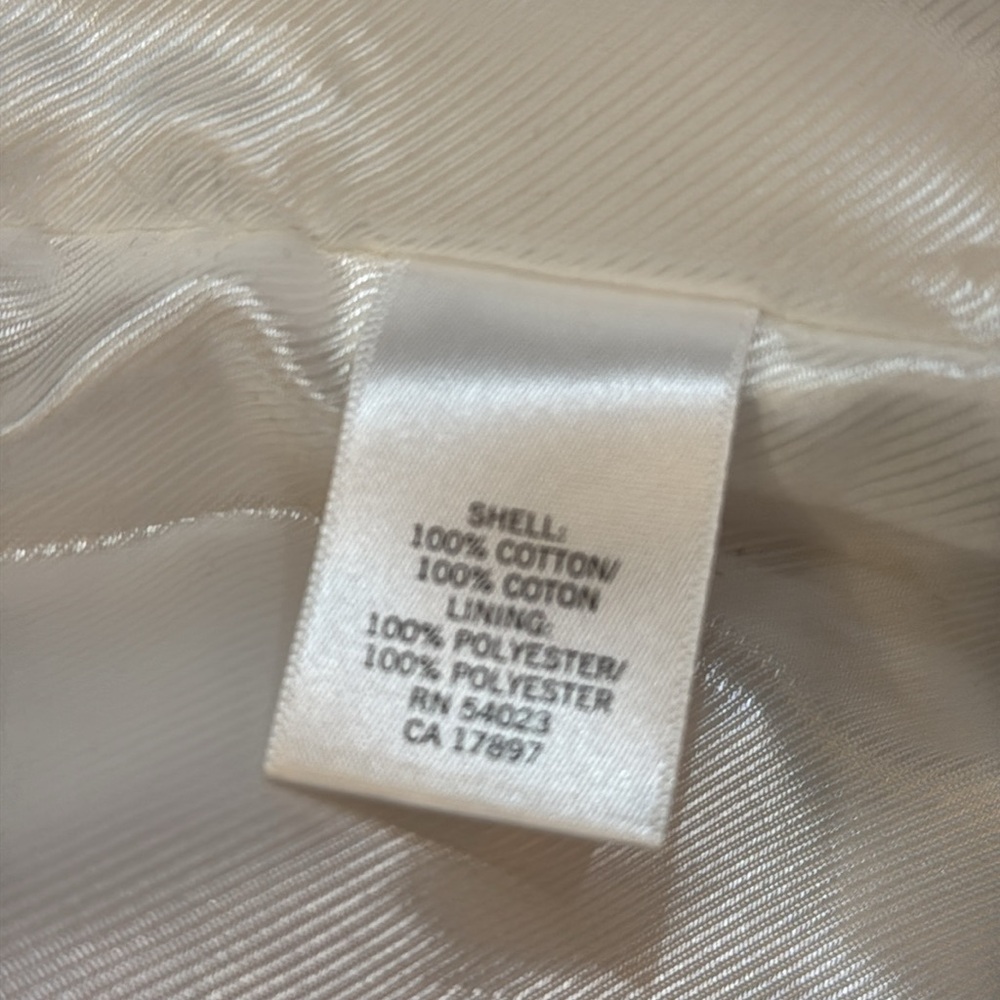 SHELL:
100% COTTON/
100% COTON
LINING:
100% POLYESTER/
100% POLYESTER
RN 54023
CA 17897